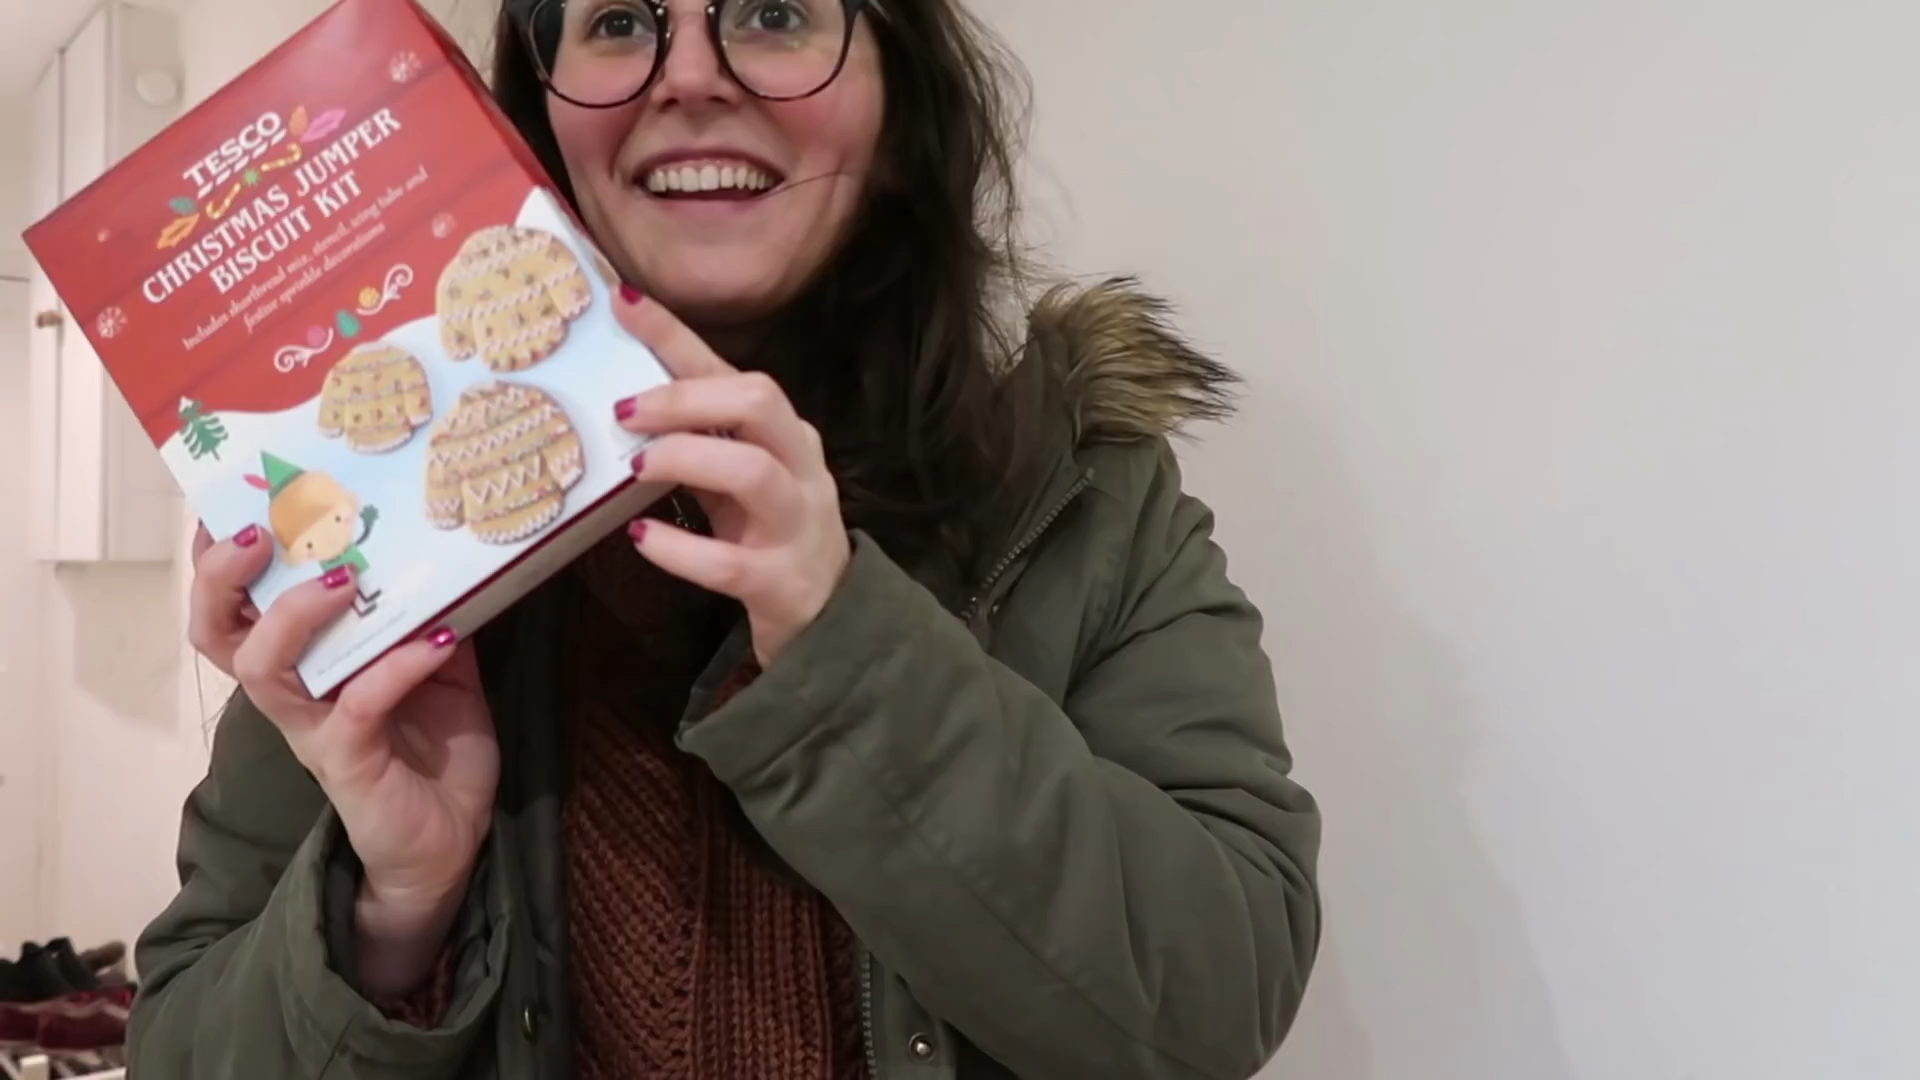 TESCO
CHRISTMAS JUMPER
BISCUIT KIT
Includes shortbread mix, stencil, icing tube and
festive sprinkle decorations